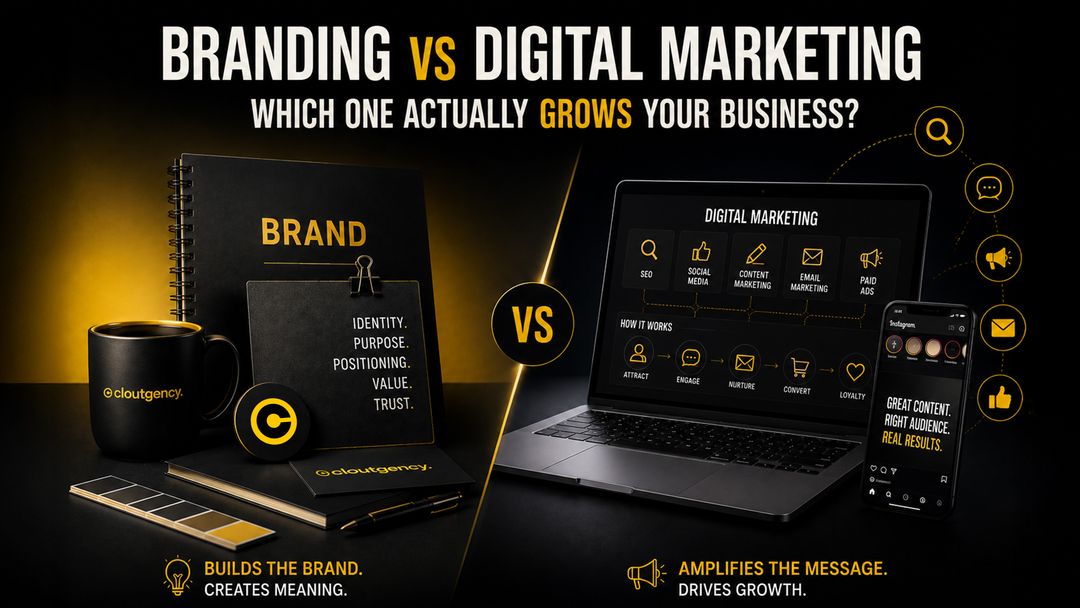 BRANDING VS DIGITAL MARKETING
WHICH ONE ACTUALLY GROWS YOUR BUSINESS?
BRAND
IDENTITY.
PURPOSE.
POSITIONING.
VALUE.
TRUST.
cloutgency.
cloutgency.
BUILDS THE BRAND.
CREATES MEANING.
VS
DIGITAL MARKETING
SEO
SOCIAL
MEDIA
CONTENT
MARKETING
EMAIL
MARKETING
PAID
ADS
HOW IT WORKS
ATTRACT
ENGAGE
NURTURE
CONVERT
LOYALTY
Instagram
GREAT CONTENT.
RIGHT AUDIENCE.
REAL RESULTS.
AMPLIFIES THE MESSAGE.
DRIVES GROWTH.